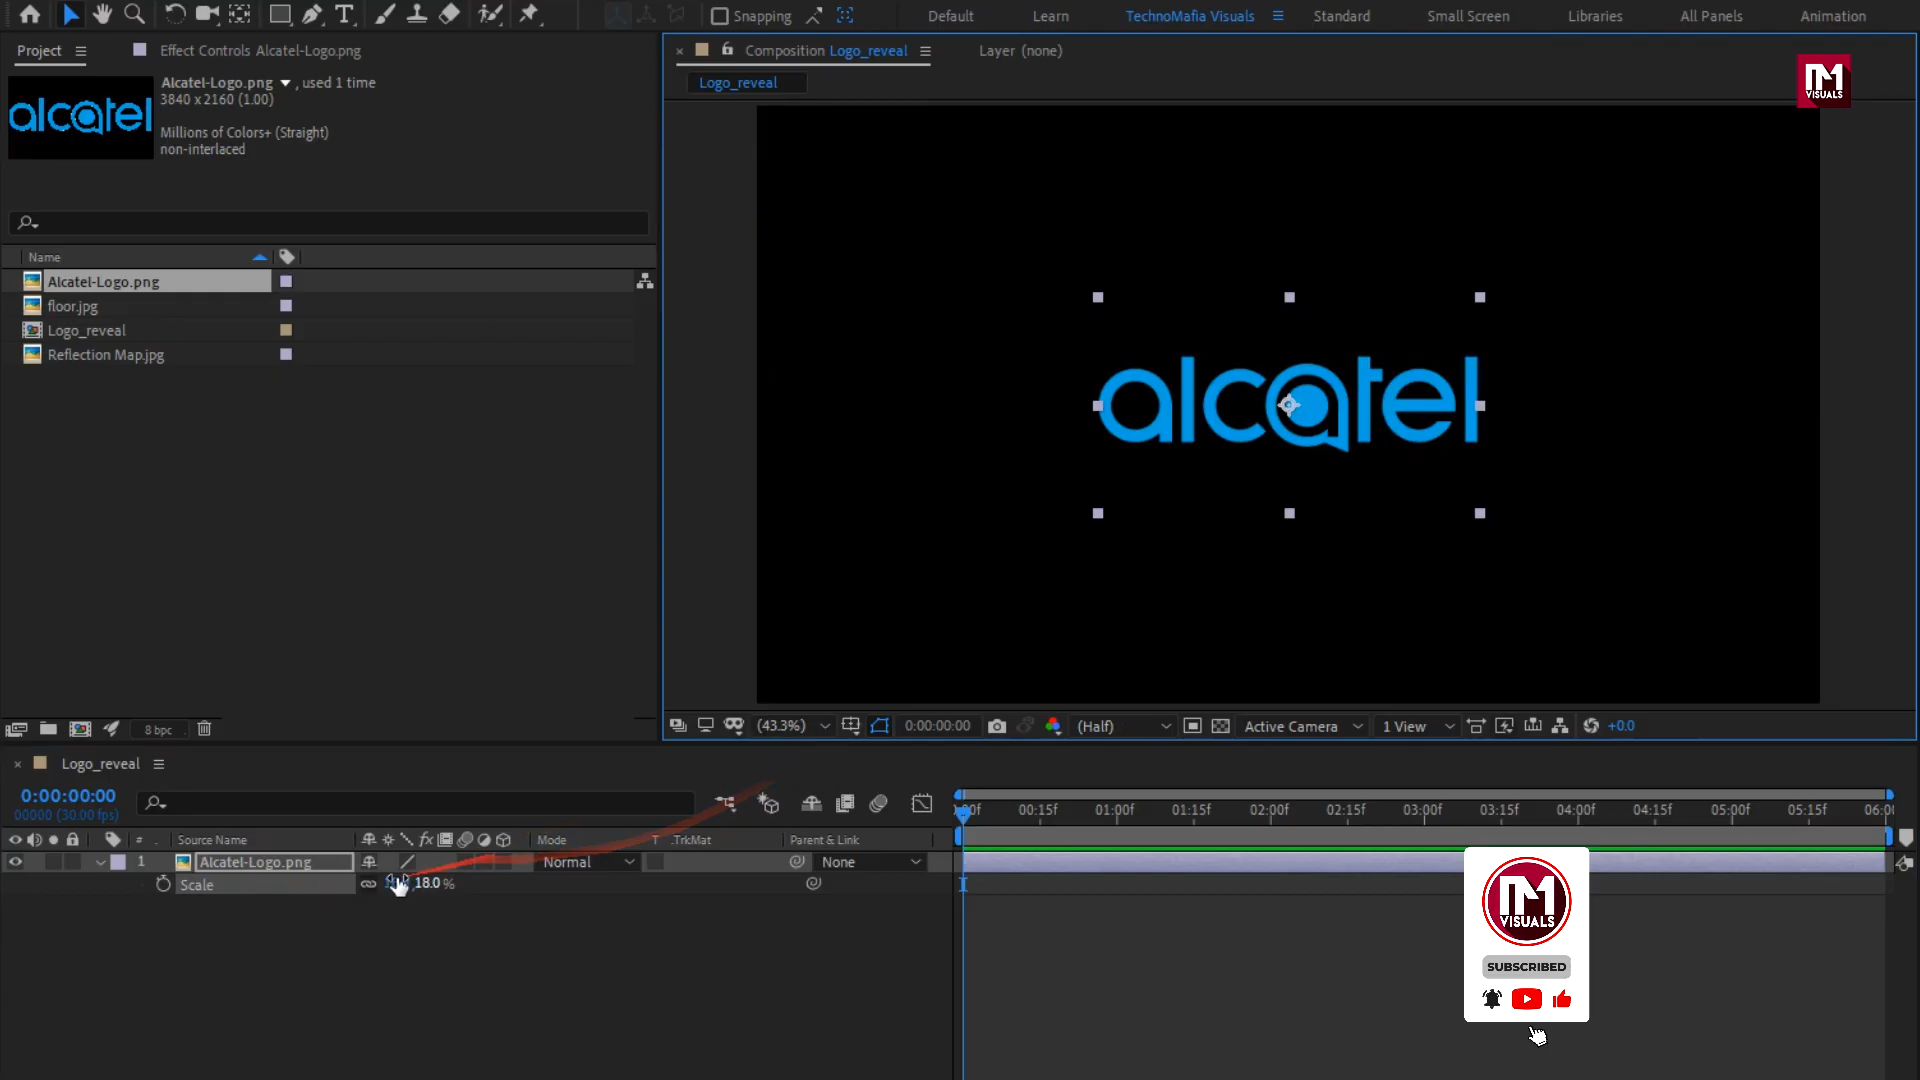 Snapping
Default
Learn
TechnoMafia Visuals
Standard
Small Screen
Libraries
All Panels
Animation
Project
Effect Controls Alcatel-Logo.png
Composition Logo_reveal
Layer (none)
Logo_reveal
Alcatel-Logo.png , used 1 time
3840 x 2160 (1.00)
Millions of Colors+ (Straight)
non-interlaced
alcatel
VISUALS
Name
Alcatel-Logo.png
floor.jpg
Logo_reveal
Reflection Map.jpg
alcatel
8 bpc
(43.3%)
0:00:00:00
(Half)
Active Camera
1 View
+0.0
Logo_reveal
0:00:00:00
00000 (30.00 fps)
00:15f
01:00f
01:15f
02:00f
02:15f
03:00f
03:15f
04:00f
04:15f
05:00f
05:15f
# . Source Name
fx
Mode
T .TrkMat
Parent & Link
1 Alcatel-Logo.png
Normal
None
Scale
18.0 %
VISUALS
SUBSCRIBED